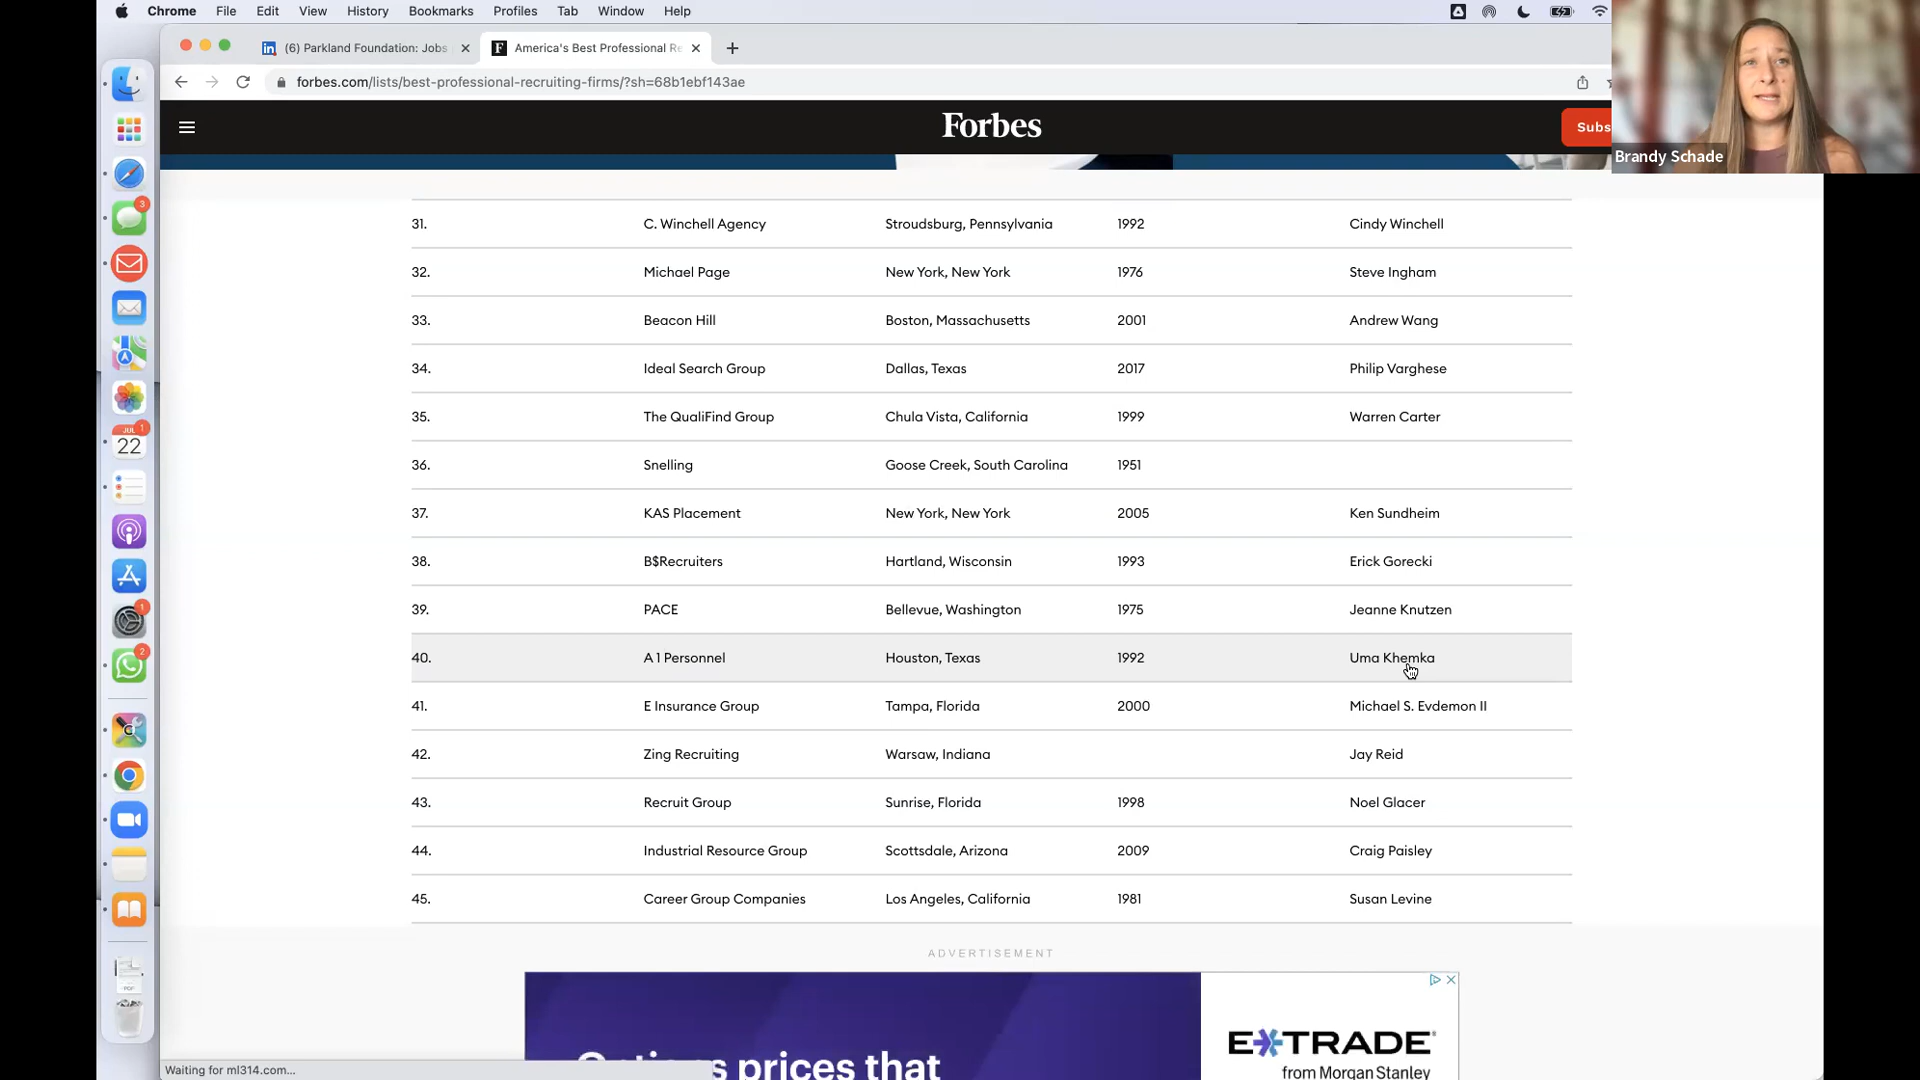 Chrome File Edit View History Bookmarks Profiles Tab Window Help
(6) Parkland Foundation: Jobs
America's Best Professional Re
forbes.com/lists/best-professional-recruiting-firms/?sh=68b1ebf143ae
Forbes
Subs
Brandy Schade
31. C. Winchell Agency Stroudsburg, Pennsylvania 1992 Cindy Winchell
32. Michael Page New York, New York 1976 Steve Ingham
33. Beacon Hill Boston, Massachusetts 2001 Andrew Wang
34. Ideal Search Group Dallas, Texas 2017 Philip Varghese
35. The QualiFind Group Chula Vista, California 1999 Warren Carter
36. Snelling Goose Creek, South Carolina 1951
37. KAS Placement New York, New York 2005 Ken Sundheim
38. B$Recruiters Hartland, Wisconsin 1993 Erick Gorecki
39. PACE Bellevue, Washington 1975 Jeanne Knutzen
40. A 1 Personnel Houston, Texas 1992 Uma Khemka
41. E Insurance Group Tampa, Florida 2000 Michael S. Evdemon II
42. Zing Recruiting Warsaw, Indiana Jay Reid
43. Recruit Group Sunrise, Florida 1998 Noel Glacer
44. Industrial Resource Group Scottsdale, Arizona 2009 Craig Paisley
45. Career Group Companies Los Angeles, California 1981 Susan Levine
ADVERTISEMENT
prices that
E*TRADE
from Morgan Stanley
Waiting for ml314.com...
3
JUL 1
22
1
2
PDF